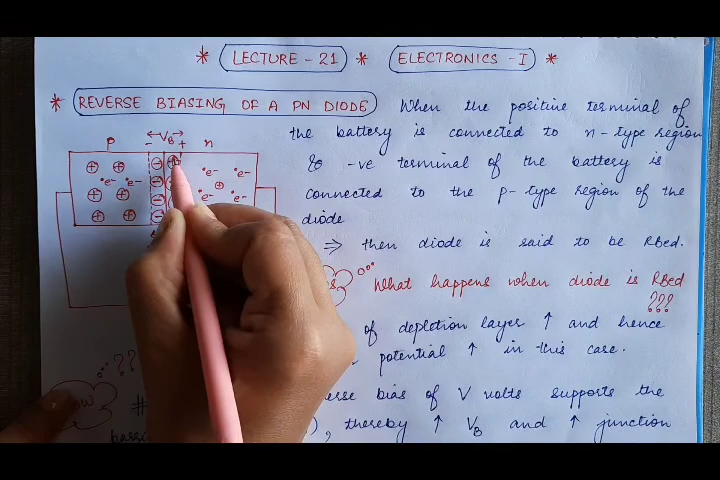 * LECTURE - 21 * ELECTRONICS - I *
* REVERSE BIASING OF A PN DIODE When the positive terminal of
the battery is connected to n-type region
& -ve terminal of the battery is
connected to the p-type region of the
diode
⇒ then diode is said to be RBed.
What happens when diode is RBed
???
of depletion layer ↑ and hence
potential ↑ in this case.
bias of V volts supports the
, thereby ↑ VB and ↑ junction
VB
P - + n
+ + - +
e- e- e- e-
+ + - + e- e-
+ + -
??
#